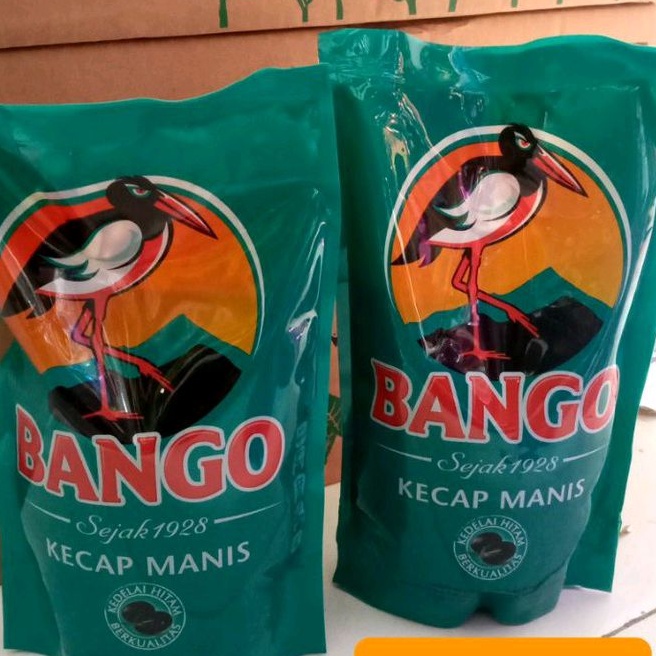 BANGO
Sejak 1928
KECAP MANIS
KEDELAI HITAM
BERKUALITAS
BANGO
Sejak 1928
KECAP MANIS
KEDELAI HITAM
BERKUALITAS